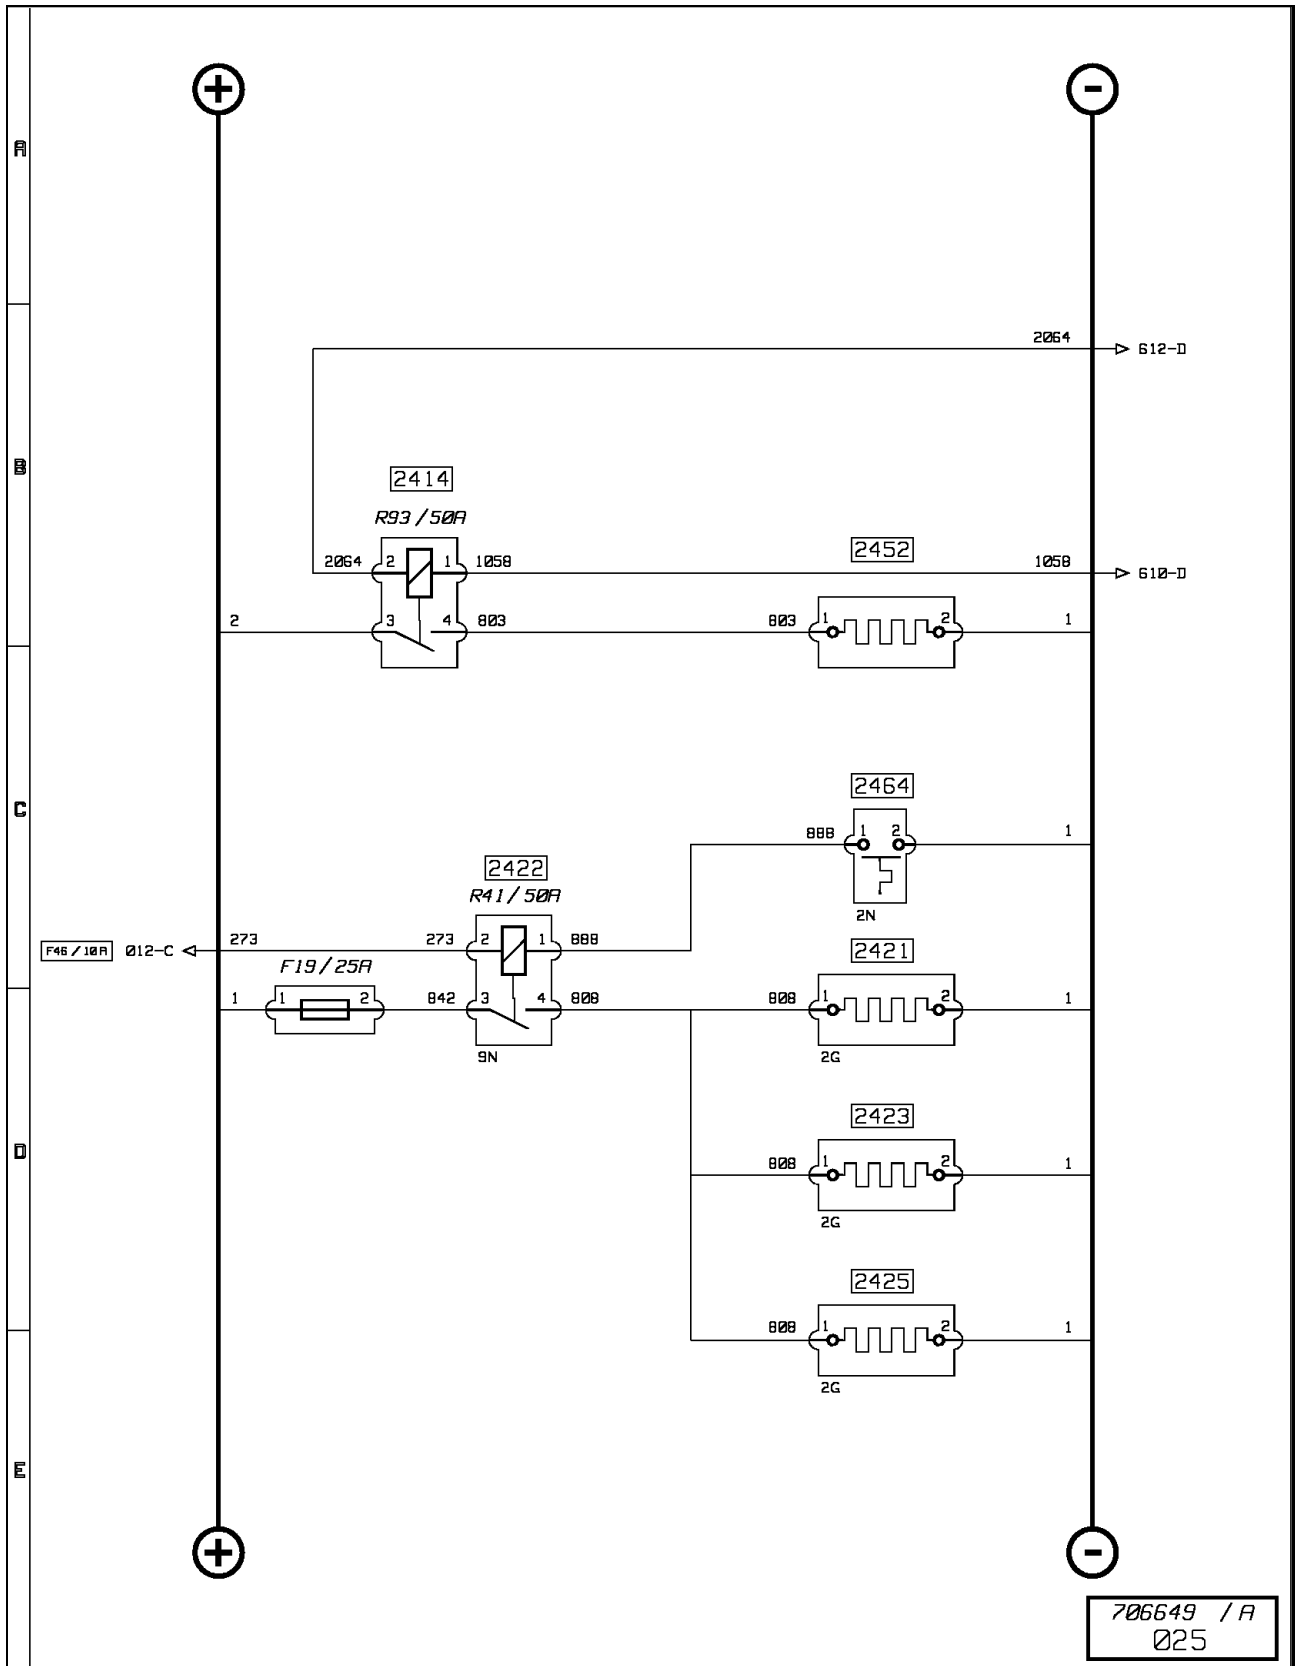 + -
A
2064 612-D
B
2414
R93/50A
2452
2064 2 1 1058 1058 610-D
2 3 4 803 803 1 2 1
C
2464
888 1 2 1
2N
2422
R41/50A
F46/10A 012-C 273 273 2 1 888
2421
F19/25A
1 1 2 842 3 4 808 808 1 2 1
9N 2G
2423
D
808 1 2 1
2G
2425
808 1 2 1
2G
E
+ -
706649 /A
025